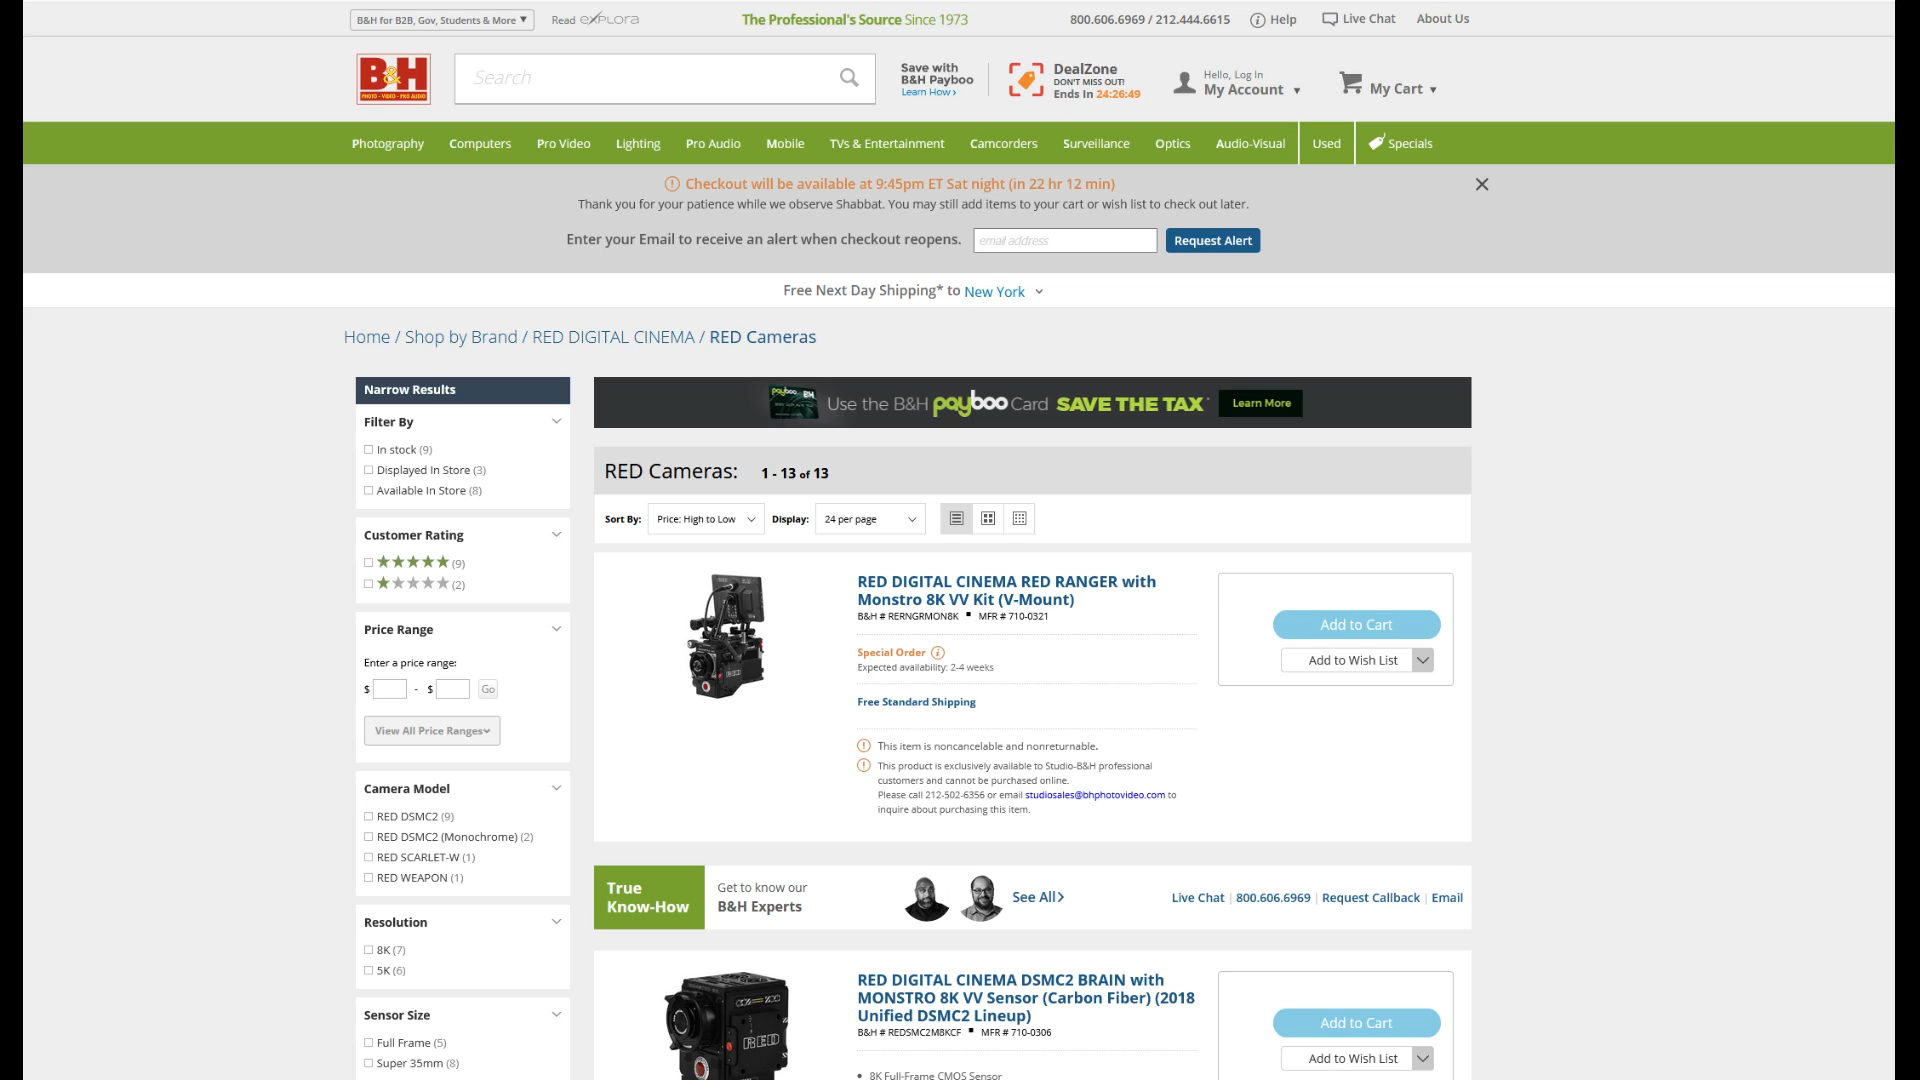 B&H for B2B, Gov, Students & More ▼
Read explora
The Professional's Source Since 1973
800.606.6969 / 212.444.6615
Help
Live Chat
About Us
B&H
PHOTO - VIDEO - PRO AUDIO
Search
Save with
B&H Payboo
Learn How ›
DealZone
DON'T MISS OUT!
Ends In 24:26:49
Hello, Log In
My Account ▼
My Cart ▼
Photography Computers Pro Video Lighting Pro Audio Mobile TVs & Entertainment Camcorders Surveillance Optics Audio-Visual Used Specials
Checkout will be available at 9:45pm ET Sat night (in 22 hr 12 min)
Thank you for your patience while we observe Shabbat. You may still add items to your cart or wish list to check out later.
Enter your Email to receive an alert when checkout reopens. email address Request Alert
Free Next Day Shipping* to New York
Home / Shop by Brand / RED DIGITAL CINEMA / RED Cameras
Narrow Results
Filter By
In stock (9)
Displayed In Store (3)
Available In Store (8)
Customer Rating
(9)
(2)
Price Range
Enter a price range:
$ - $ Go
View All Price Ranges
Camera Model
RED DSMC2 (9)
RED DSMC2 (Monochrome) (2)
RED SCARLET-W (1)
RED WEAPON (1)
Resolution
8K (7)
5K (6)
Sensor Size
Full Frame (5)
Super 35mm (8)
Use the B&H payboo Card SAVE THE TAX* Learn More
RED Cameras: 1 - 13 of 13
Sort By: Price: High to Low Display: 24 per page
RED DIGITAL CINEMA RED RANGER with
Monstro 8K VV Kit (V-Mount)
B&H # RERNGRMON8K ▪ MFR # 710-0321
Special Order
Expected availability: 2-4 weeks
Free Standard Shipping
This item is noncancelable and nonreturnable.
This product is exclusively available to Studio-B&H professional
customers and cannot be purchased online.
Please call 212-502-6356 or email studiosales@bhphotovideo.com to
inquire about purchasing this item.
Add to Cart
Add to Wish List
True
Know-How
Get to know our
B&H Experts
See All ›
Live Chat | 800.606.6969 | Request Callback | Email
RED
RED DIGITAL CINEMA DSMC2 BRAIN with
MONSTRO 8K VV Sensor (Carbon Fiber) (2018
Unified DSMC2 Lineup)
B&H # REDSMC2M8KCF ▪ MFR # 710-0306
• 8K Full-Frame CMOS Sensor
Add to Cart
Add to Wish List